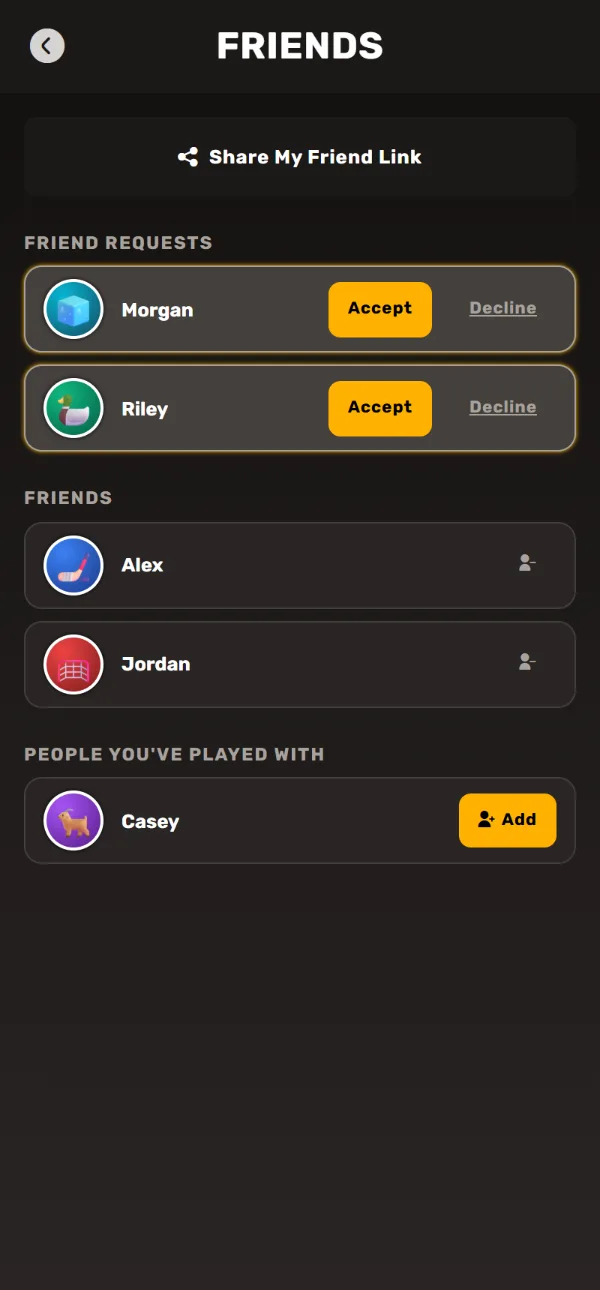 FRIENDS
Share My Friend Link
FRIEND REQUESTS
Morgan Accept Decline
Riley Accept Decline
FRIENDS
Alex
Jordan
PEOPLE YOU'VE PLAYED WITH
Casey Add